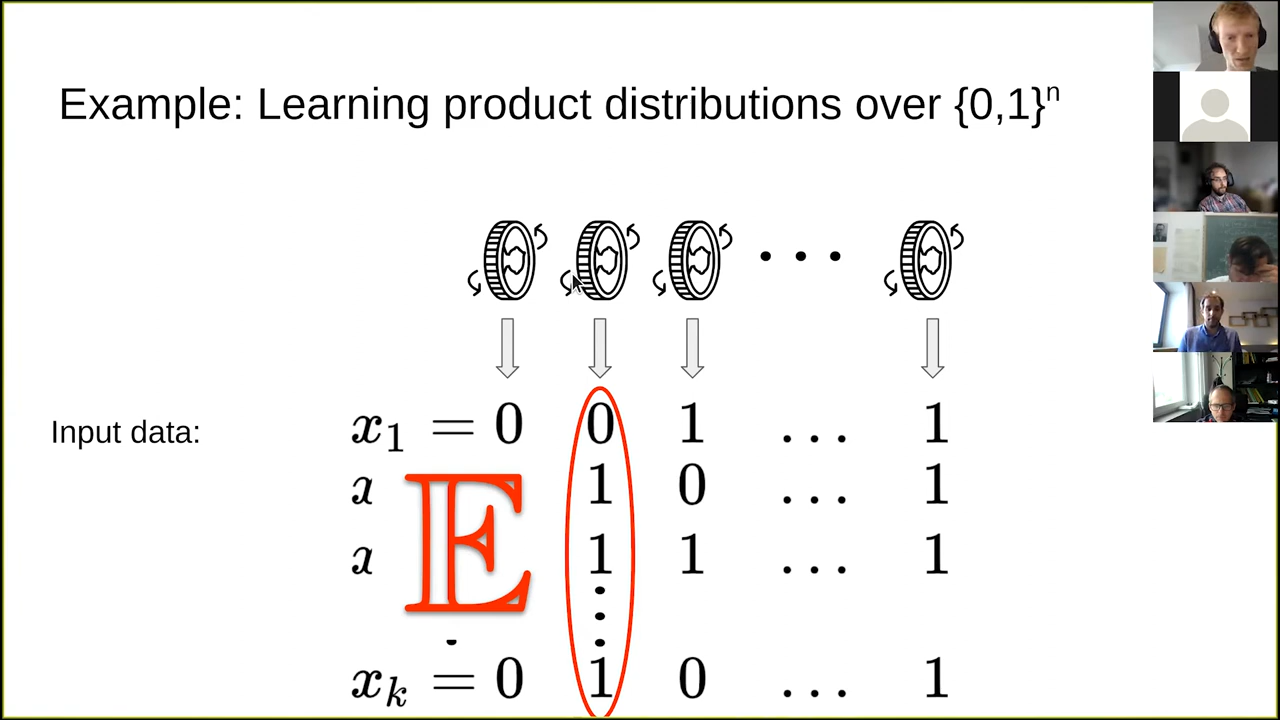 Example: Learning product distributions over {0,1}ⁿ
Input data:
x₁ = 0 0 1 ... 1
x 1 0 ... 1
x 𝔼 1 1 ... 1
xₖ = 0 1 0 ... 1